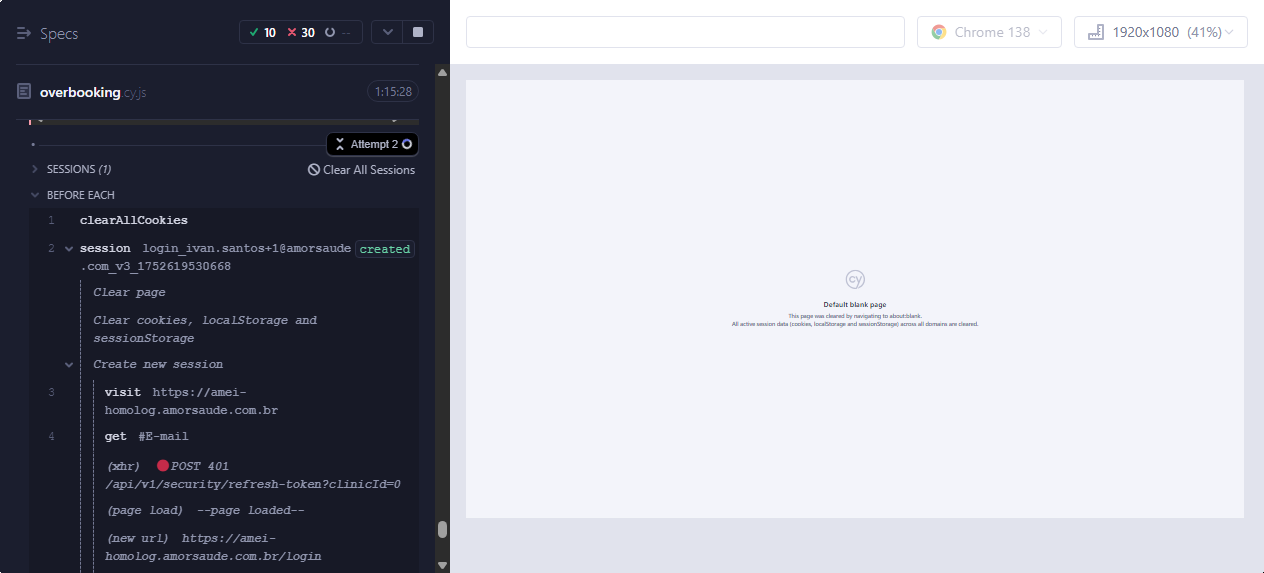 Specs
10 30 --
Chrome 138
1920x1080 (41%)
overbooking.cy.js
1:15:28
Attempt 2
SESSIONS (1)
Clear All Sessions
BEFORE EACH
1 clearAllCookies
2 session login_ivan.santos+1@amorsaude created
.com_v3_1752619530668
Clear page
Clear cookies, localStorage and
sessionStorage
Create new session
3 visit https://amei-
homolog.amorsaude.com.br
4 get #E-mail
(xhr) POST 401
/api/v1/security/refresh-token?clinicId=0
(page load) --page loaded--
(new url) https://amei-
homolog.amorsaude.com.br/login
cy
Default blank page
This page was cleared by navigating to about:blank.
All active session data (cookies, localStorage and sessionStorage) across all domains are cleared.